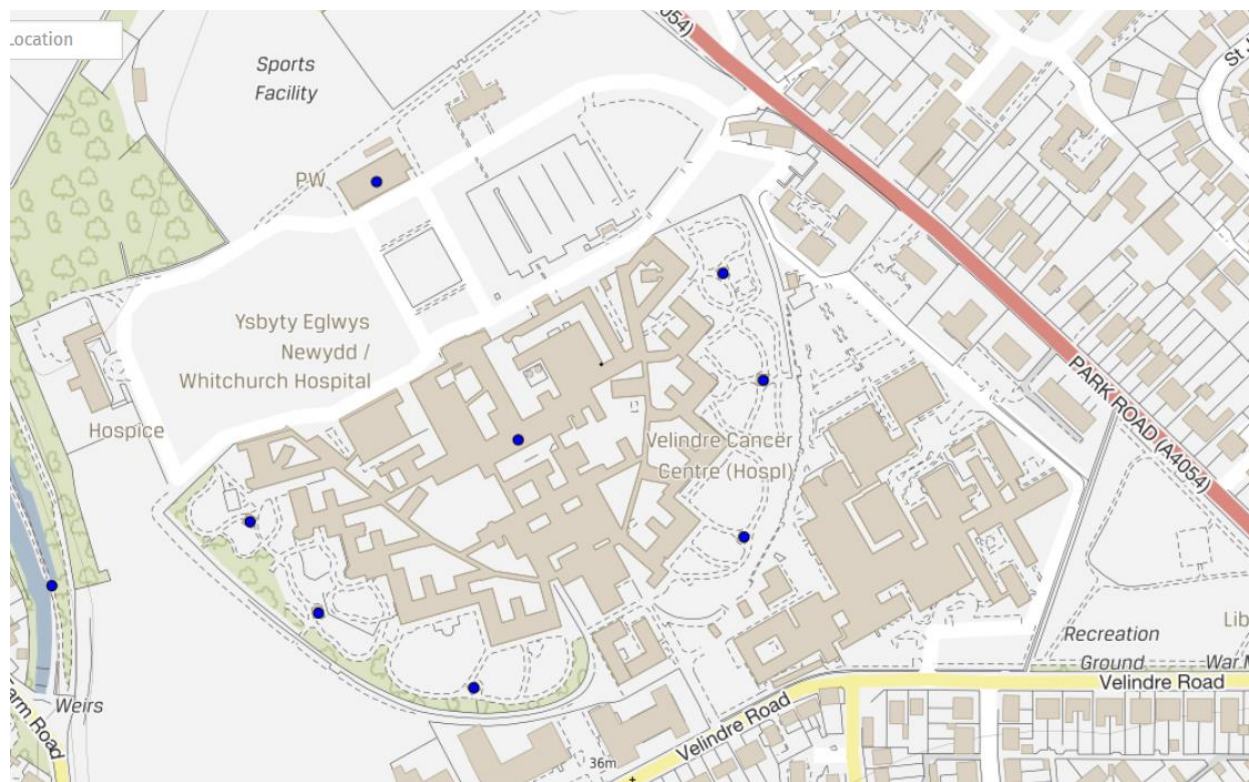 Location
4054)
St
Sports
Facility
PW
Ysbyty Eglwys
Newydd /
Whitchurch Hospital
Hospice
PARK ROAD (A4054)
Velindre Cancer
Centre (Hospl)
Recreation
Ground
Lib
War M
Velindre Road
Weirs
arm Road
Velindre Road
36m